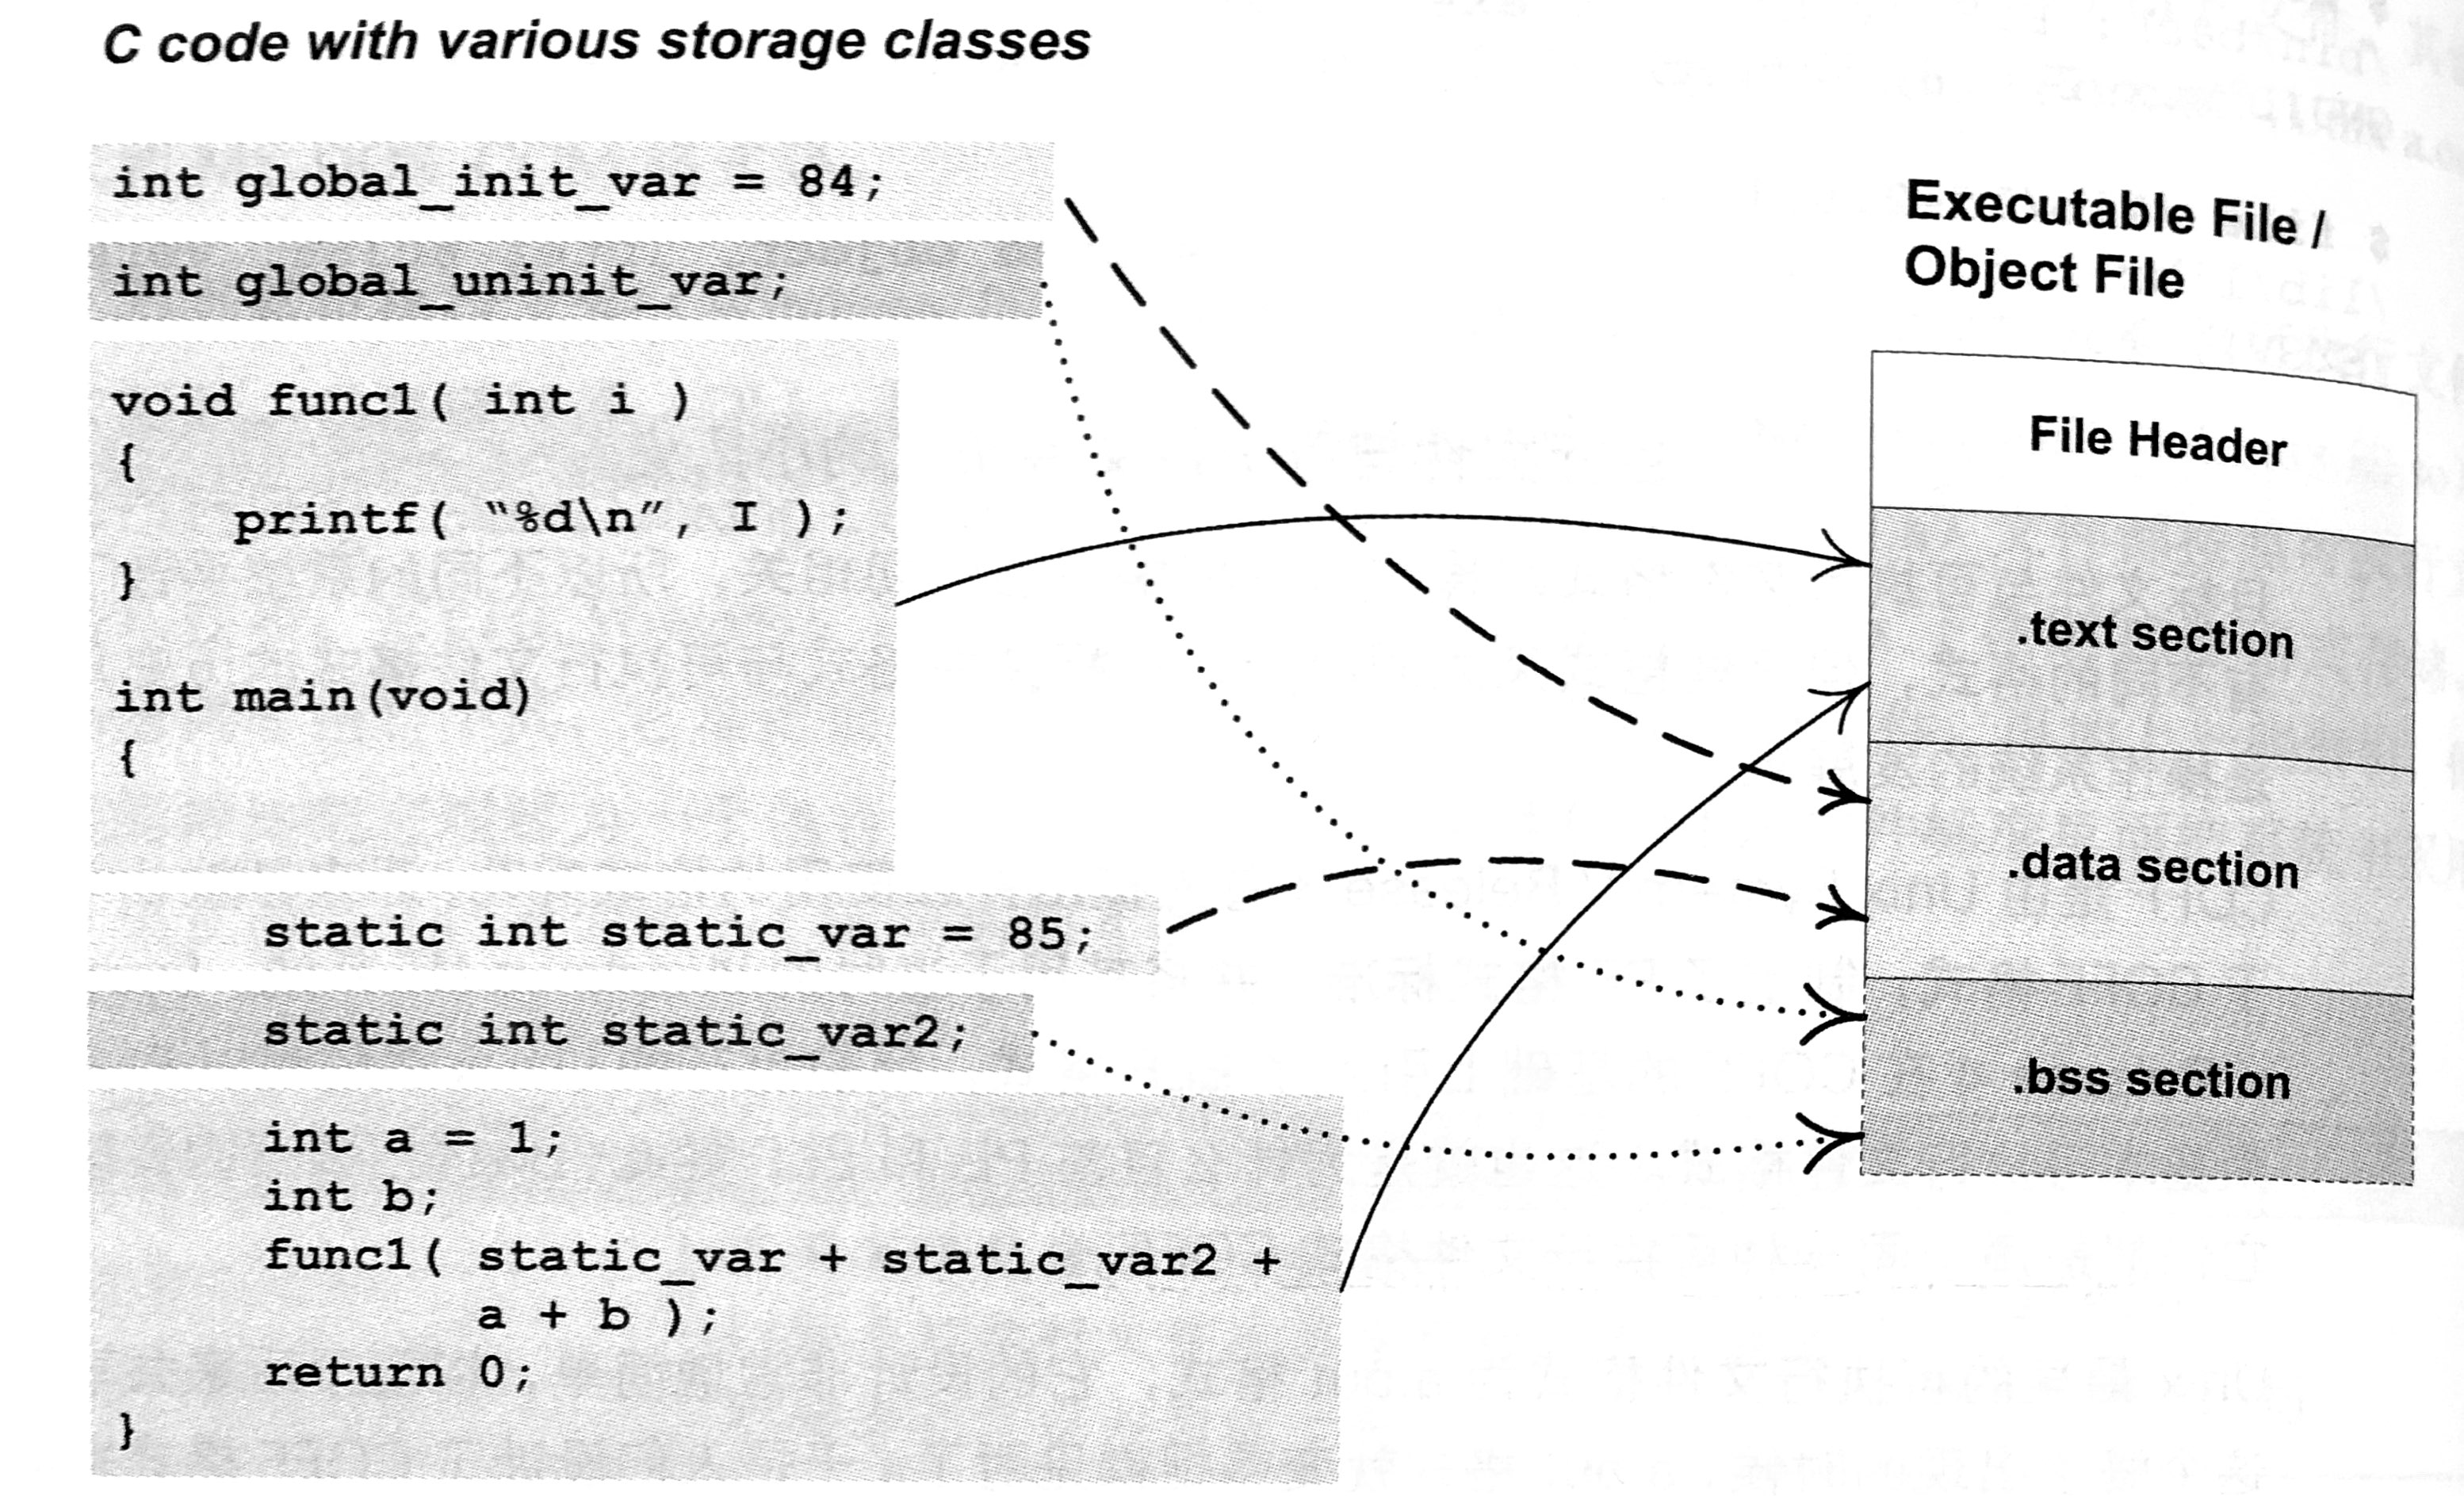 C code with various storage classes
int global_init_var = 84;
int global_uninit_var;
void func1( int i )
{
printf( "%d\n", I );
}
int main(void)
{
static int static_var = 85;
static int static_var2;
int a = 1;
int b;
func1( static_var + static_var2 +
a + b );
return 0;
}
Executable File /
Object File
File Header
.text section
.data section
.bss section